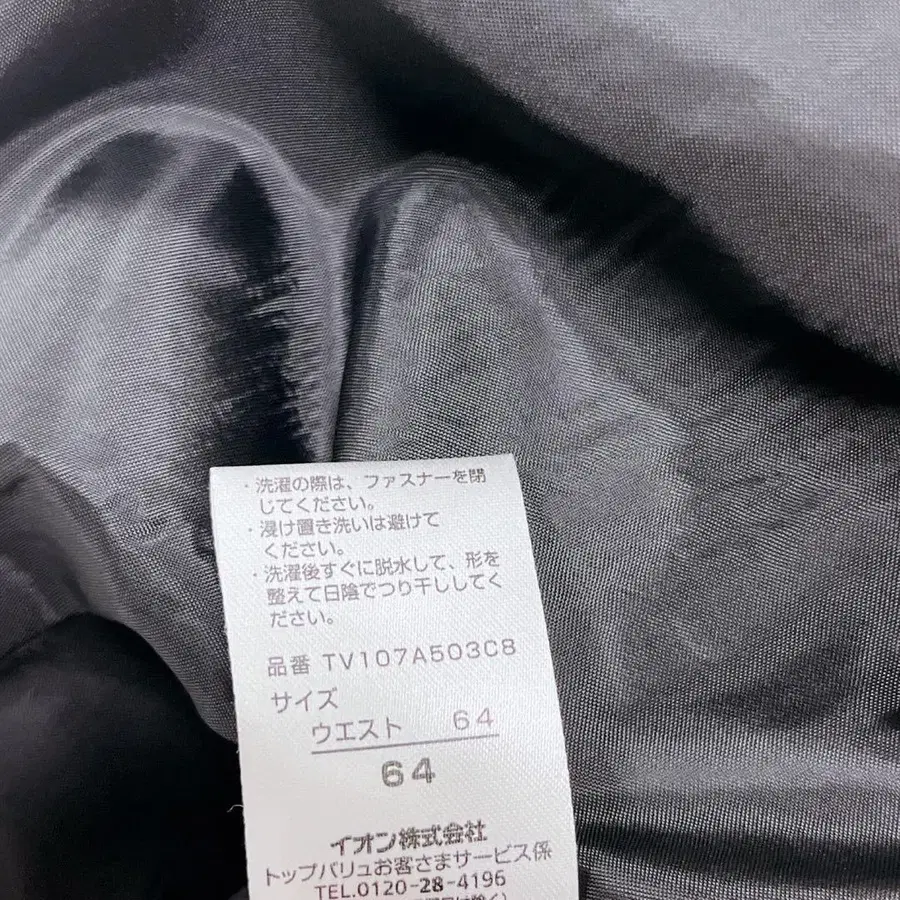 ・洗濯の際は、ファスナーを閉
じてください。
・浸け置き洗いは避けて
ください。
・洗濯後すぐに脱水して、形を
整えて日陰でつり干ししてく
ださい。
品番 TV107A503C8
サイズ
ウエスト 64
64
イオン株式会社
トップバリュお客さまサービス係
TEL.0120-28-4196